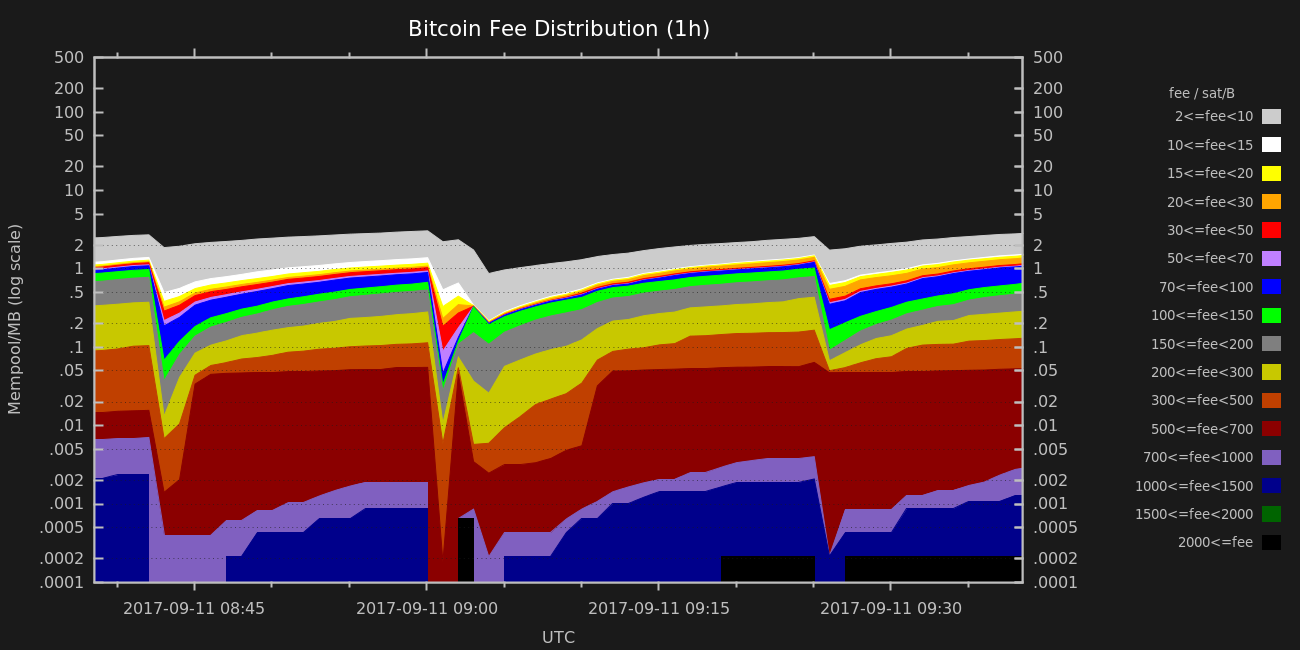 Bitcoin Fee Distribution (1h)
500 500
200 200
100 100
50 50
20 20
10 10
5 5
2 2
1 1
.5 .5
.2 .2
.1 .1
.05 .05
.02 .02
.01 .01
.005 .005
.002 .002
.001 .001
.0005 .0005
.0002 .0002
.0001 .0001
Mempool/MB (log scale)
2017-09-11 08:45 2017-09-11 09:00 2017-09-11 09:15 2017-09-11 09:30
UTC
fee / sat/B
2<=fee<10
10<=fee<15
15<=fee<20
20<=fee<30
30<=fee<50
50<=fee<70
70<=fee<100
100<=fee<150
150<=fee<200
200<=fee<300
300<=fee<500
500<=fee<700
700<=fee<1000
1000<=fee<1500
1500<=fee<2000
2000<=fee